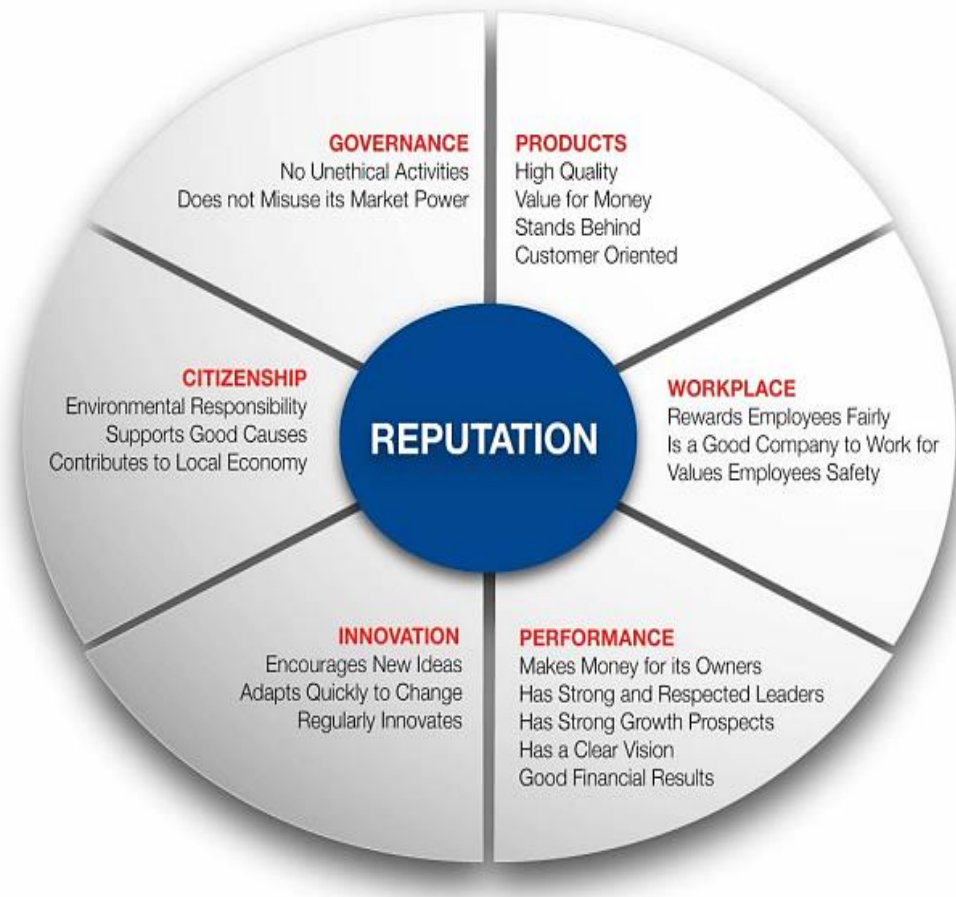 GOVERNANCE
No Unethical Activities
Does not Misuse its Market Power
PRODUCTS
High Quality
Value for Money
Stands Behind
Customer Oriented
CITIZENSHIP
Environmental Responsibility
Supports Good Causes
Contributes to Local Economy
REPUTATION
WORKPLACE
Rewards Employees Fairly
Is a Good Company to Work for
Values Employees Safety
INNOVATION
Encourages New Ideas
Adapts Quickly to Change
Regularly Innovates
PERFORMANCE
Makes Money for its Owners
Has Strong and Respected Leaders
Has Strong Growth Prospects
Has a Clear Vision
Good Financial Results